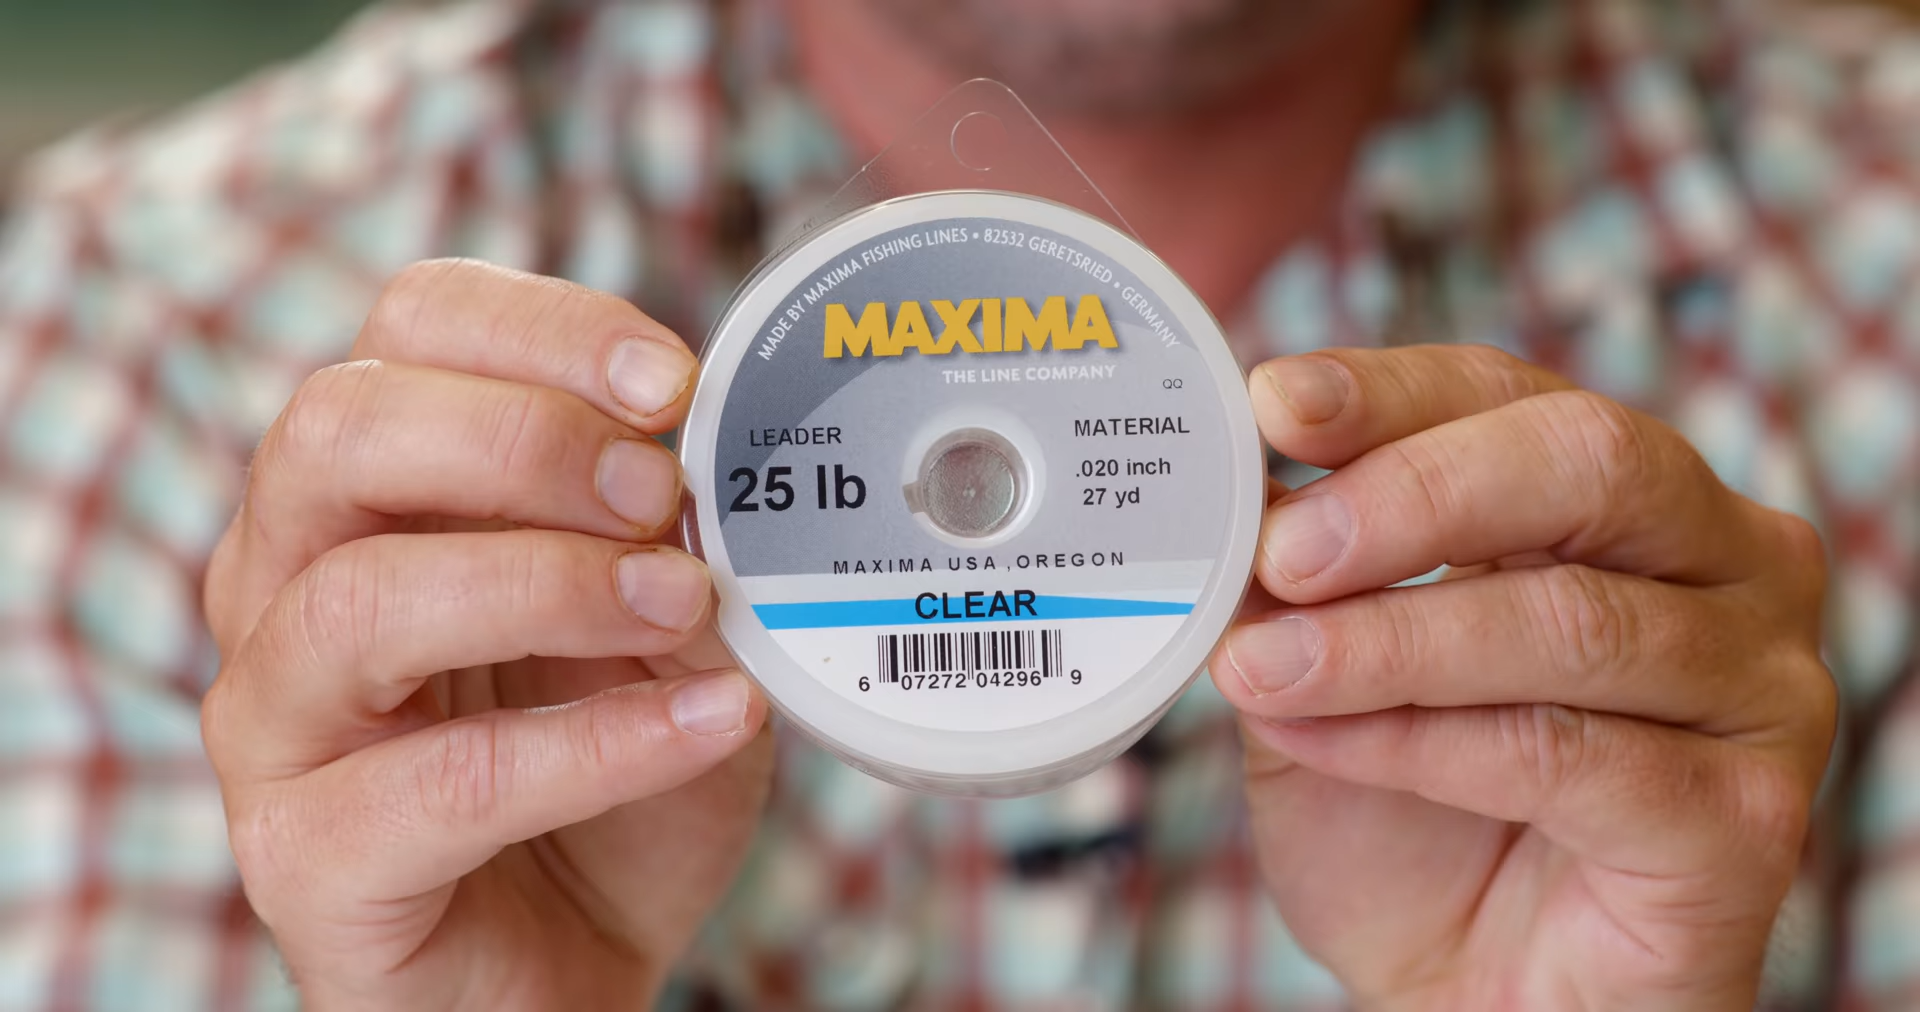 MADE BY MAXIMA FISHING LINES • 82532 GERETSRIED • GERMANY
MAXIMA
THE LINE COMPANY
QQ
LEADER
25 lb
MATERIAL
.020 inch
27 yd
MAXIMA USA ,OREGON
CLEAR
6 07272 04296 9